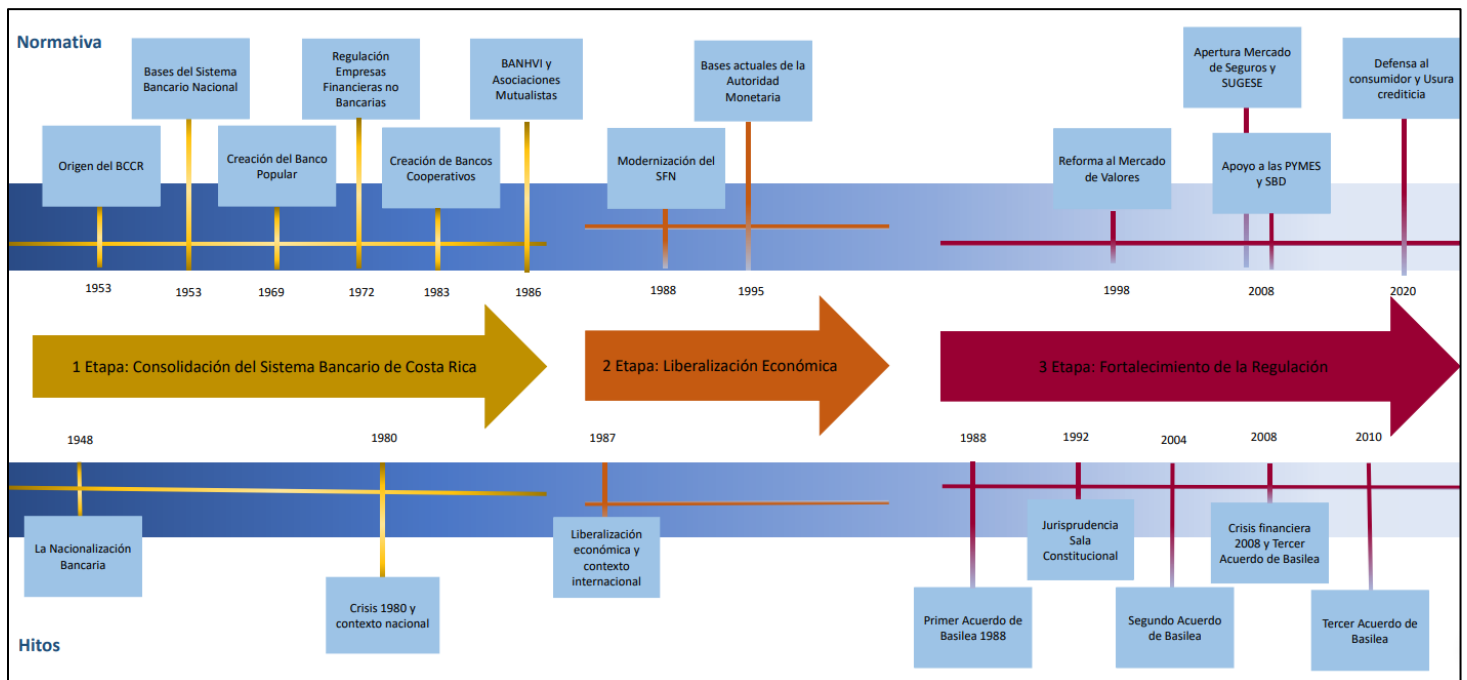 Normativa
Bases del Sistema
Bancario Nacional
Regulación
Empresas
Financieras no
Bancarias
BANHVI y
Asociaciones
Mutualistas
Bases actuales de la
Autoridad
Monetaria
Apertura Mercado
de Seguros y
SUGESE
Defensa al
consumidor y Usura
crediticia
Origen del BCCR
Creación del Banco
Popular
Creación de Bancos
Cooperativos
Modernización del
SFN
Reforma al Mercado
de Valores
Apoyo a las PYMES
y SBD
1953
1953
1969
1972
1983
1986
1988
1995
1998
2008
2020
1 Etapa: Consolidación del Sistema Bancario de Costa Rica
2 Etapa: Liberalización Económica
3 Etapa: Fortalecimiento de la Regulación
1948
1980
1987
1988
1992
2004
2008
2010
La Nacionalización
Bancaria
Crisis 1980 y
contexto nacional
Liberalización
económica y
contexto
internacional
Primer Acuerdo de
Basilea 1988
Jurisprudencia
Sala
Constitucional
Segundo Acuerdo
de Basilea
Crisis financiera
2008 y Tercer
Acuerdo de Basilea
Tercer Acuerdo de
Basilea
Hitos